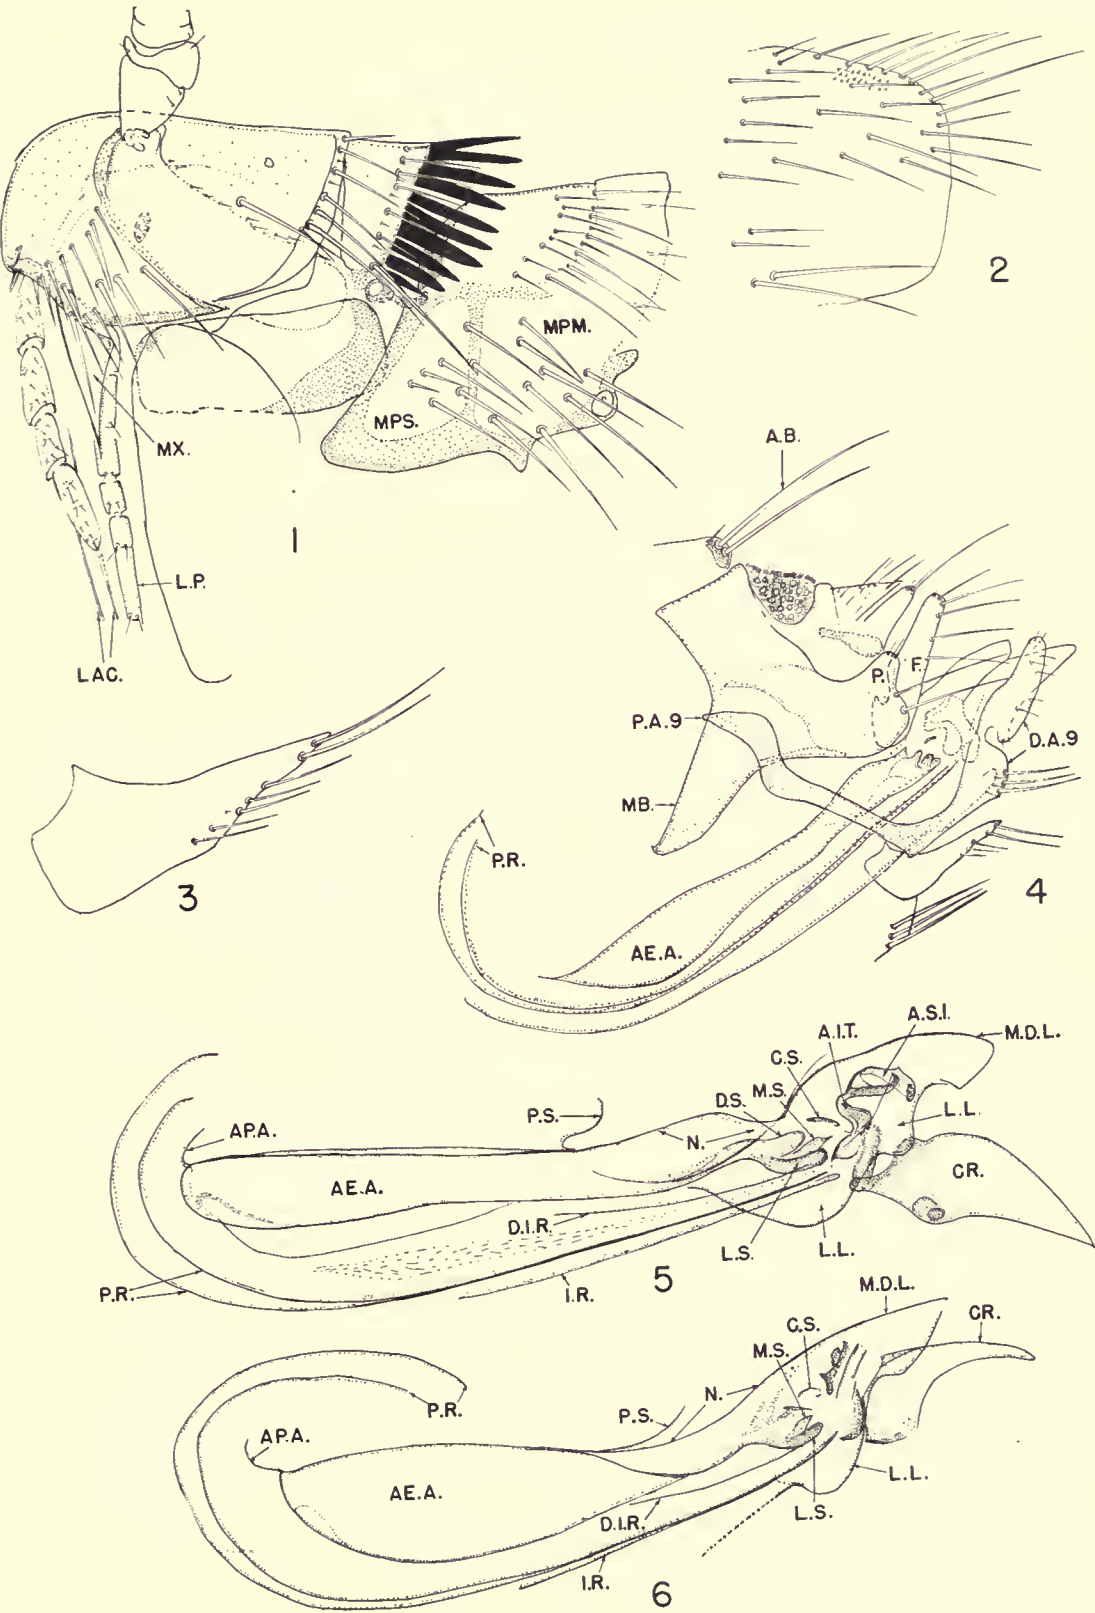 MPM.
MPS.
MX.
1
L.P.
LAC.
2
3
A.B.
P.
F.
P.A.9
D.A.9
MB.
P.R.
AE.A.
4
A.S.I.
A.I.T.
M.D.L.
C.S.
M.S.
D.S.
P.S.
N.
L.L.
AP.A.
AE.A.
CR.
D.I.R.
L.S.
L.L.
P.R.
I.R.
5
M.D.L.
C.S.
CR.
M.S.
N.
P.R.
P.S.
AP.A.
AE.A.
L.L.
L.S.
D.I.R.
I.R.
6